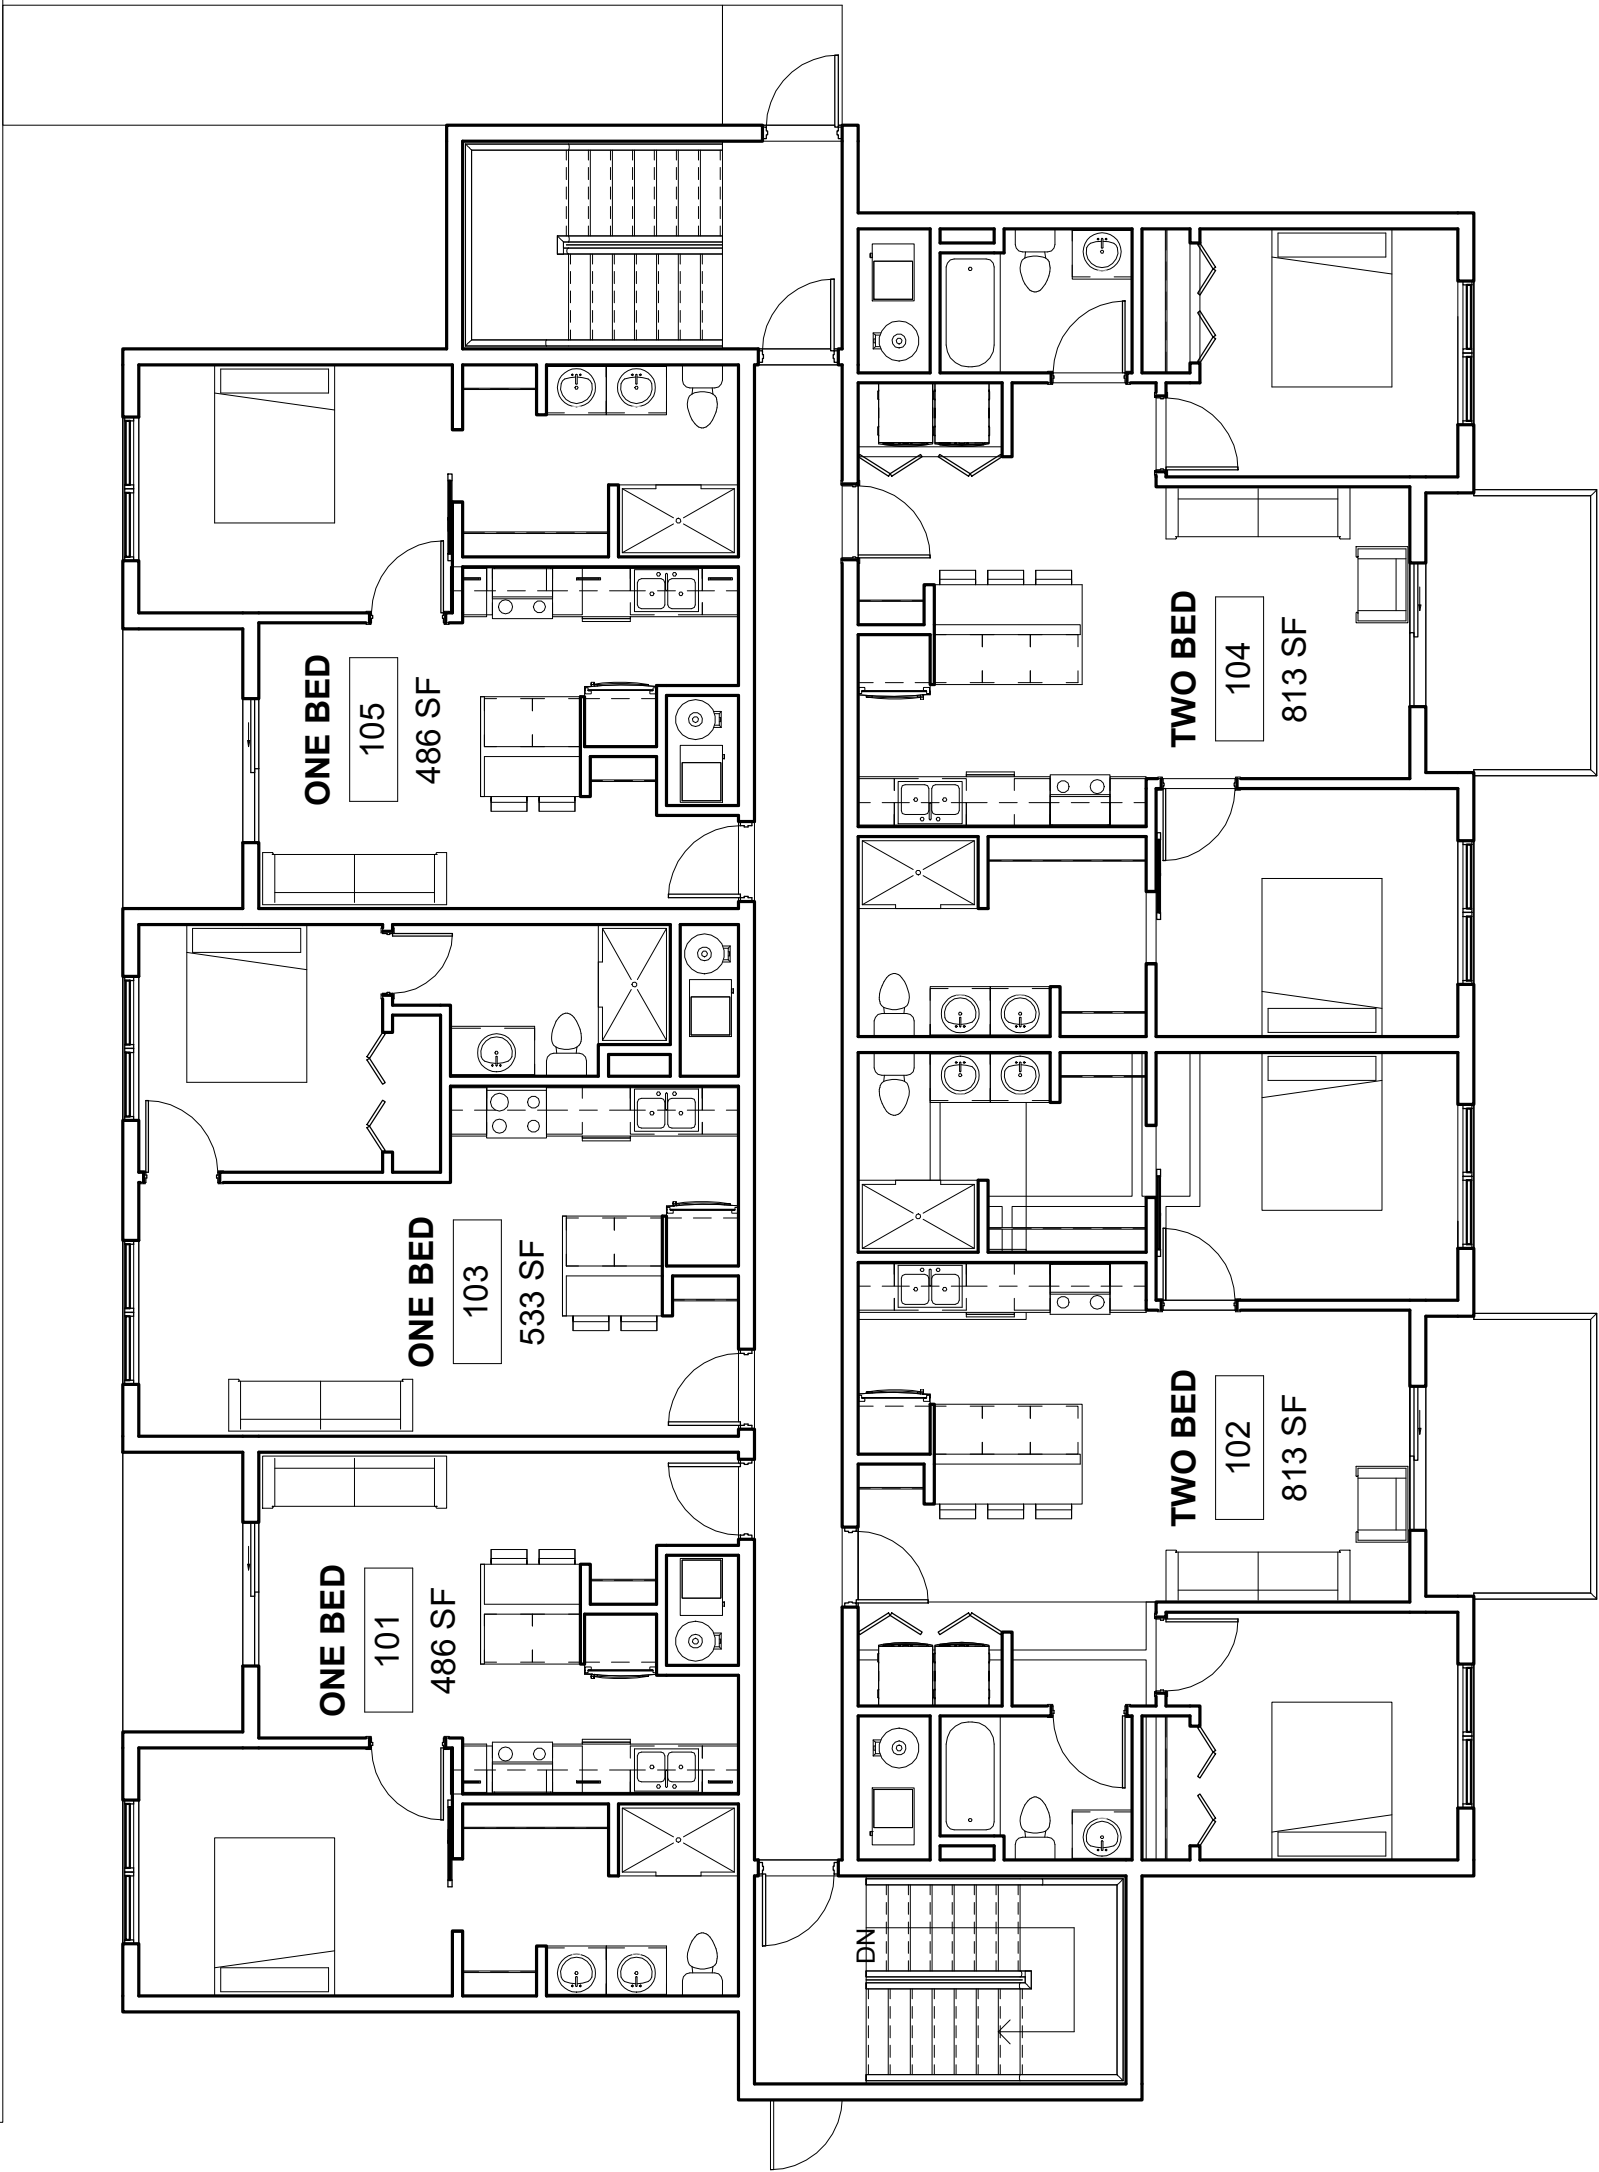 ONE BED
101
486 SF
ONE BED
103
533 SF
ONE BED
105
486 SF
DN
TWO BED
102
813 SF
TWO BED
104
813 SF